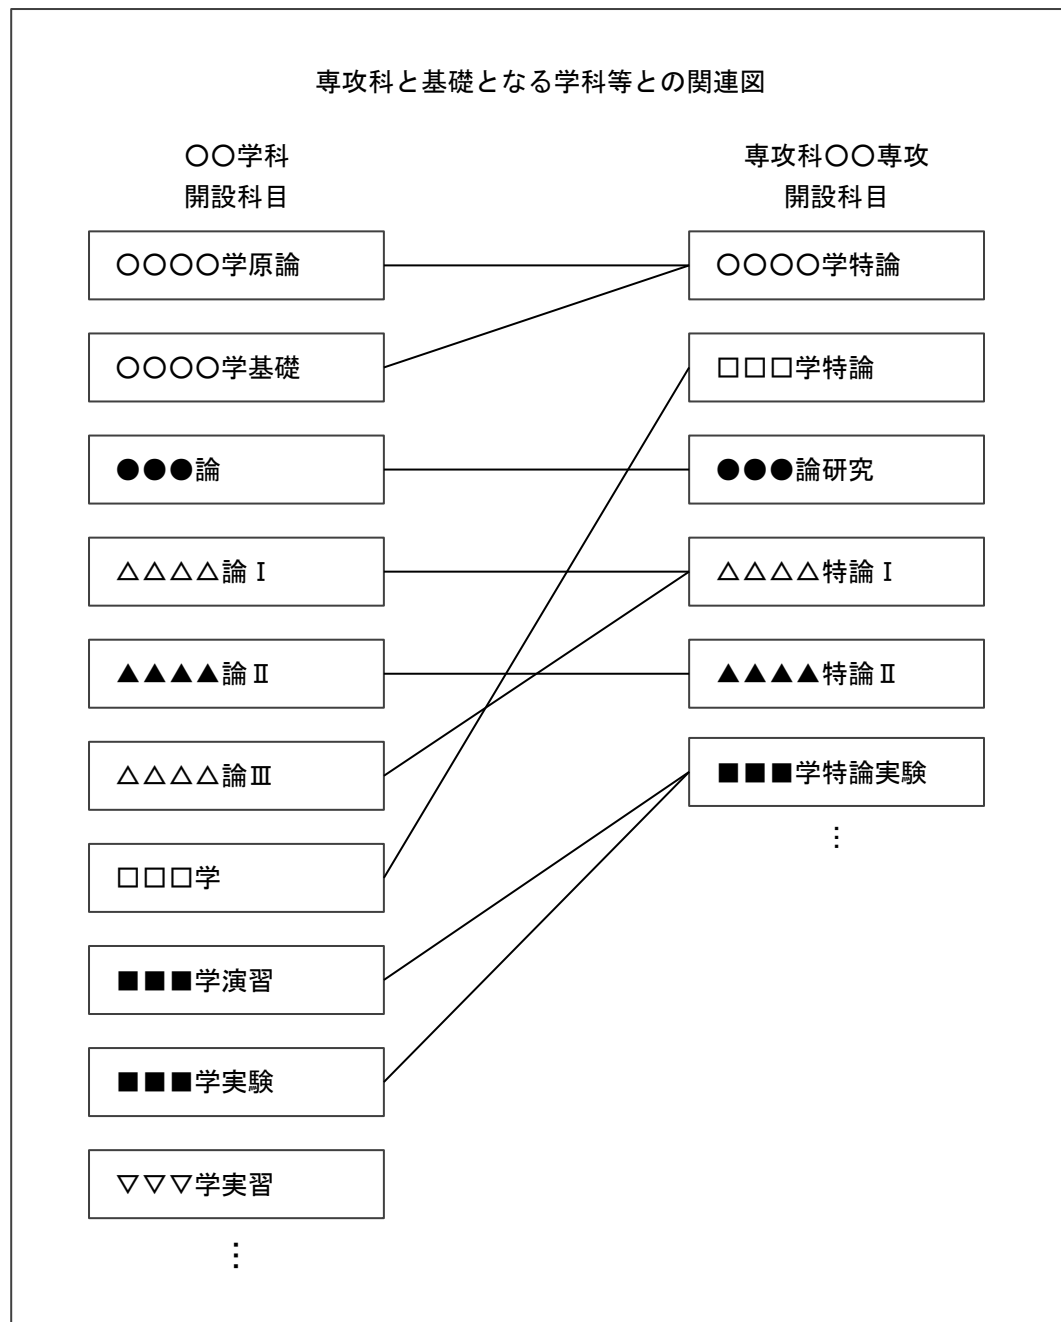 専攻科と基礎となる学科等との関連図
〇〇学科
開設科目
〇〇〇〇学原論
〇〇〇〇学基礎
●●●論
△△△△論Ⅰ
▲▲▲▲論Ⅱ
△△△△論Ⅲ
□□□学
■■■学演習
■■■学実験
▽▽▽学実習
︙
専攻科〇〇専攻
開設科目
〇〇〇〇学特論
□□□学特論
●●●論研究
△△△△特論Ⅰ
▲▲▲▲特論Ⅱ
■■■学特論実験
︙